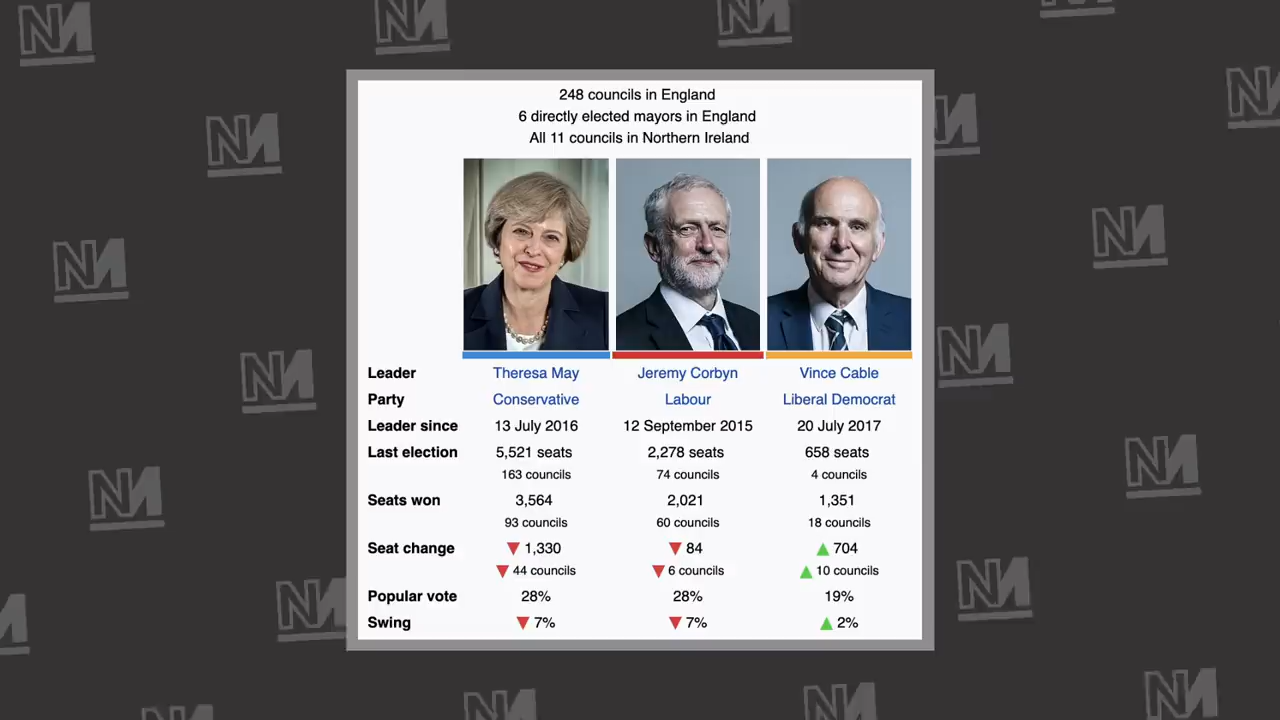 248 councils in England
6 directly elected mayors in England
All 11 councils in Northern Ireland
Leader Theresa May Jeremy Corbyn Vince Cable
Party Conservative Labour Liberal Democrat
Leader since 13 July 2016 12 September 2015 20 July 2017
Last election 5,521 seats 2,278 seats 658 seats
163 councils 74 councils 4 councils
Seats won 3,564 2,021 1,351
93 councils 60 councils 18 councils
Seat change ▼ 1,330 ▼ 84 ▲ 704
▼ 44 councils ▼ 6 councils ▲ 10 councils
Popular vote 28% 28% 19%
Swing ▼ 7% ▼ 7% ▲ 2%